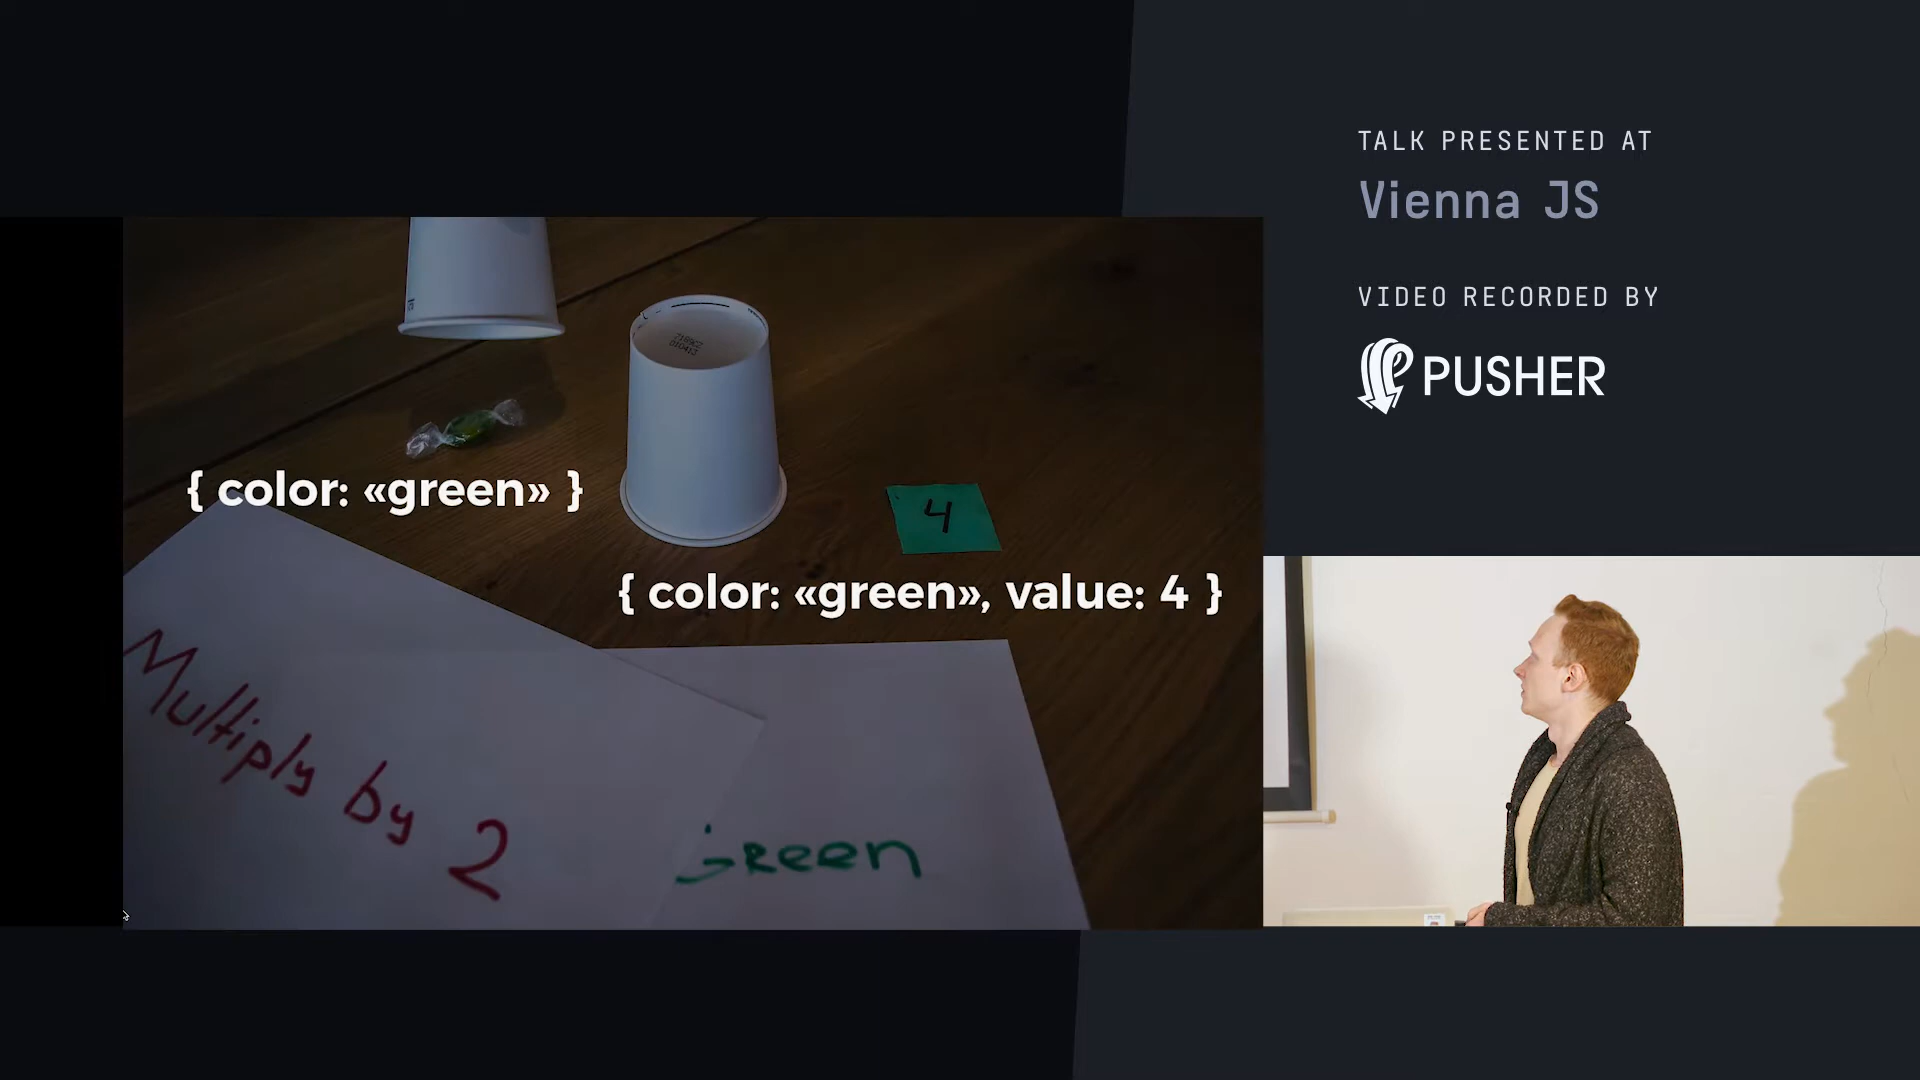 TALK PRESENTED AT
Vienna JS
VIDEO RECORDED BY
PUSHER
{ color: «green» }
4
{ color: «green», value: 4 }
Multiply by 2
Green